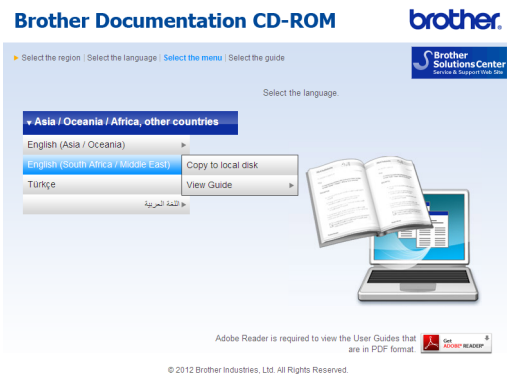 Brother Documentation CD-ROM
brother
Select the region | Select the language | Select the menu | Select the guide
Brother
Solutions Center
Service & Support Web Site
Select the language.
Asia / Oceania / Africa, other countries
English (Asia / Oceania)
English (South Africa / Middle East)
Copy to local disk
Türkçe
View Guide
اللغة العربية
Adobe Reader is required to view the User Guides that
are in PDF format.
Get
ADOBE® READER®
© 2012 Brother Industries, Ltd. All Rights Reserved.